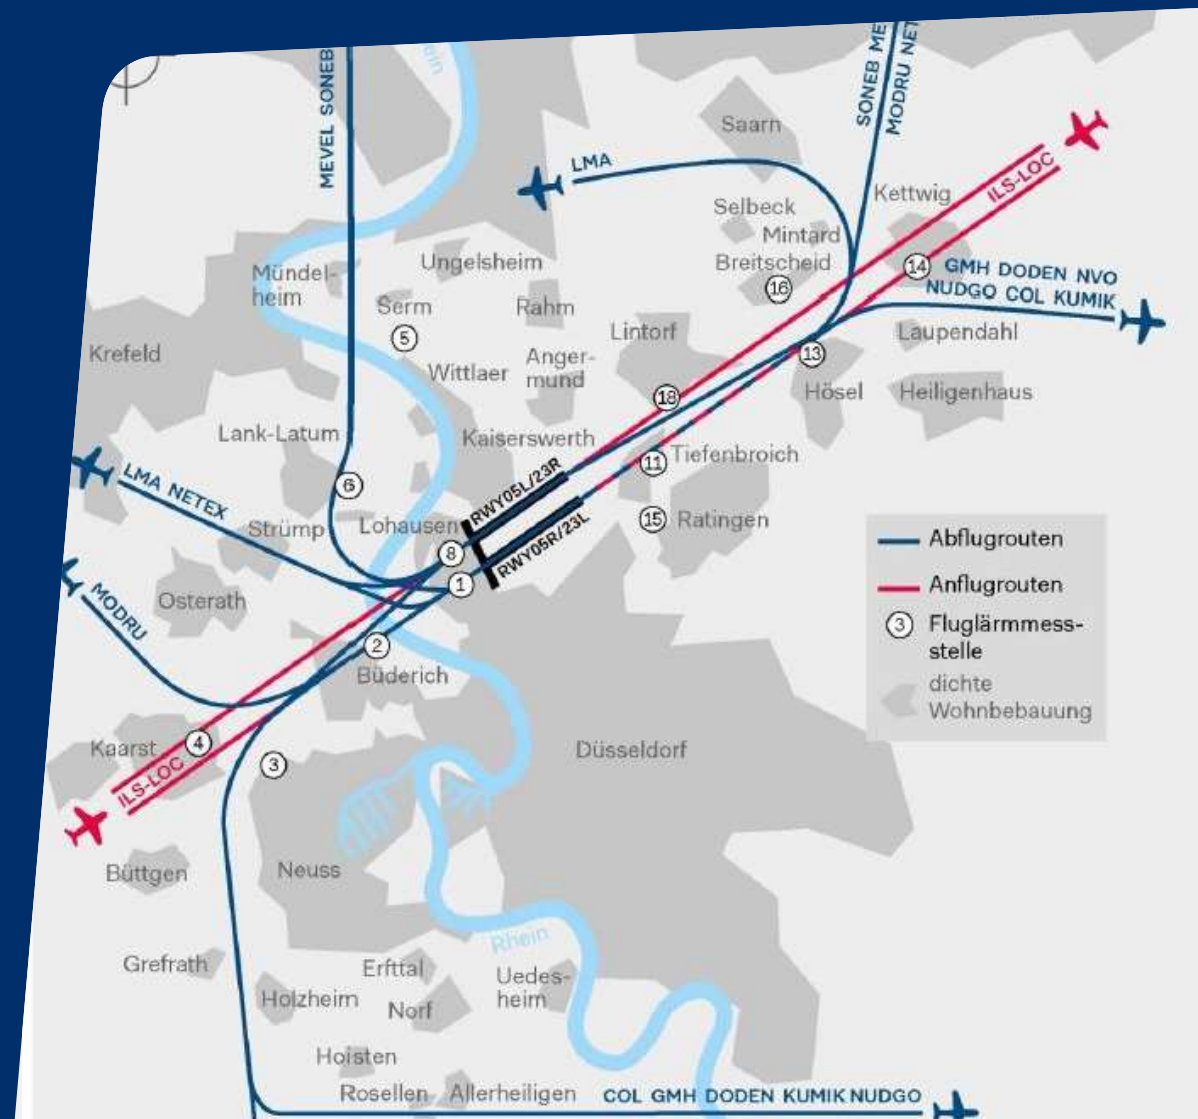 MEVEL SONEB
SONEB ME
MODRU NET
LMA
Saarn
ILS-LOC
Kettwig
Selbeck
Mintard
Breitscheid
16
14
GMH DODEN NVO
NUDGO COL KUMIK
Mündel-
heim
Ungelsheim
Serm
5
Rahm
Lintorf
Laupendahl
Krefeld
Wittlaer
Anger-
mund
13
Hösel
Heiligenhaus
18
Lank-Latum
Kaiserswerth
11
Tiefenbroich
LMA NETEX
6
Strümp
Lohausen
RWY05L/23R
RWY05R/23L
15
Ratingen
8
1
Abflugrouten
Anflugrouten
3
Fluglärmmess-
stelle
dichte
Wohnbebauung
MODRU
Osterath
2
Büderich
Kaarst
4
ILS-LOC
3
Düsseldorf
Büttgen
Neuss
Rhein
Grefrath
Erfttal
Holzheim
Norf
Uedes-
heim
Hoisten
Rosellen
Allerheiligen
COL GMH DODEN KUMIK NUDGO